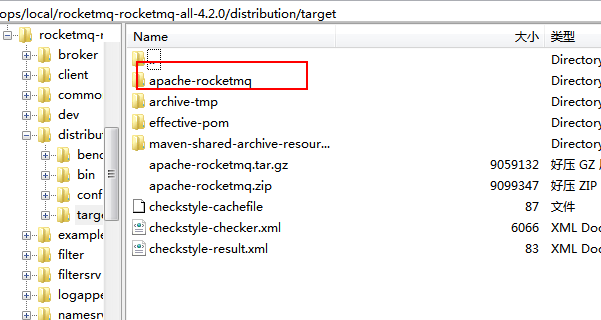 ops/local/rocketmq-rocketmq-all-4.2.0/distribution/target
rocketmq-r
broker
client
commo
dev
distribut
benc
bin
conf
targe
example
filter
filtersrv
logappe
namesrv
Name 大小 类型
..
Directory
apache-rocketmq Directory
archive-tmp Directory
effective-pom Directory
maven-shared-archive-resour... Directory
apache-rocketmq.tar.gz 9059132 好压 GZ
apache-rocketmq.zip 9099347 好压 ZIP
checkstyle-cachefile 87 文件
checkstyle-checker.xml 6066 XML Doc
checkstyle-result.xml 83 XML Doc